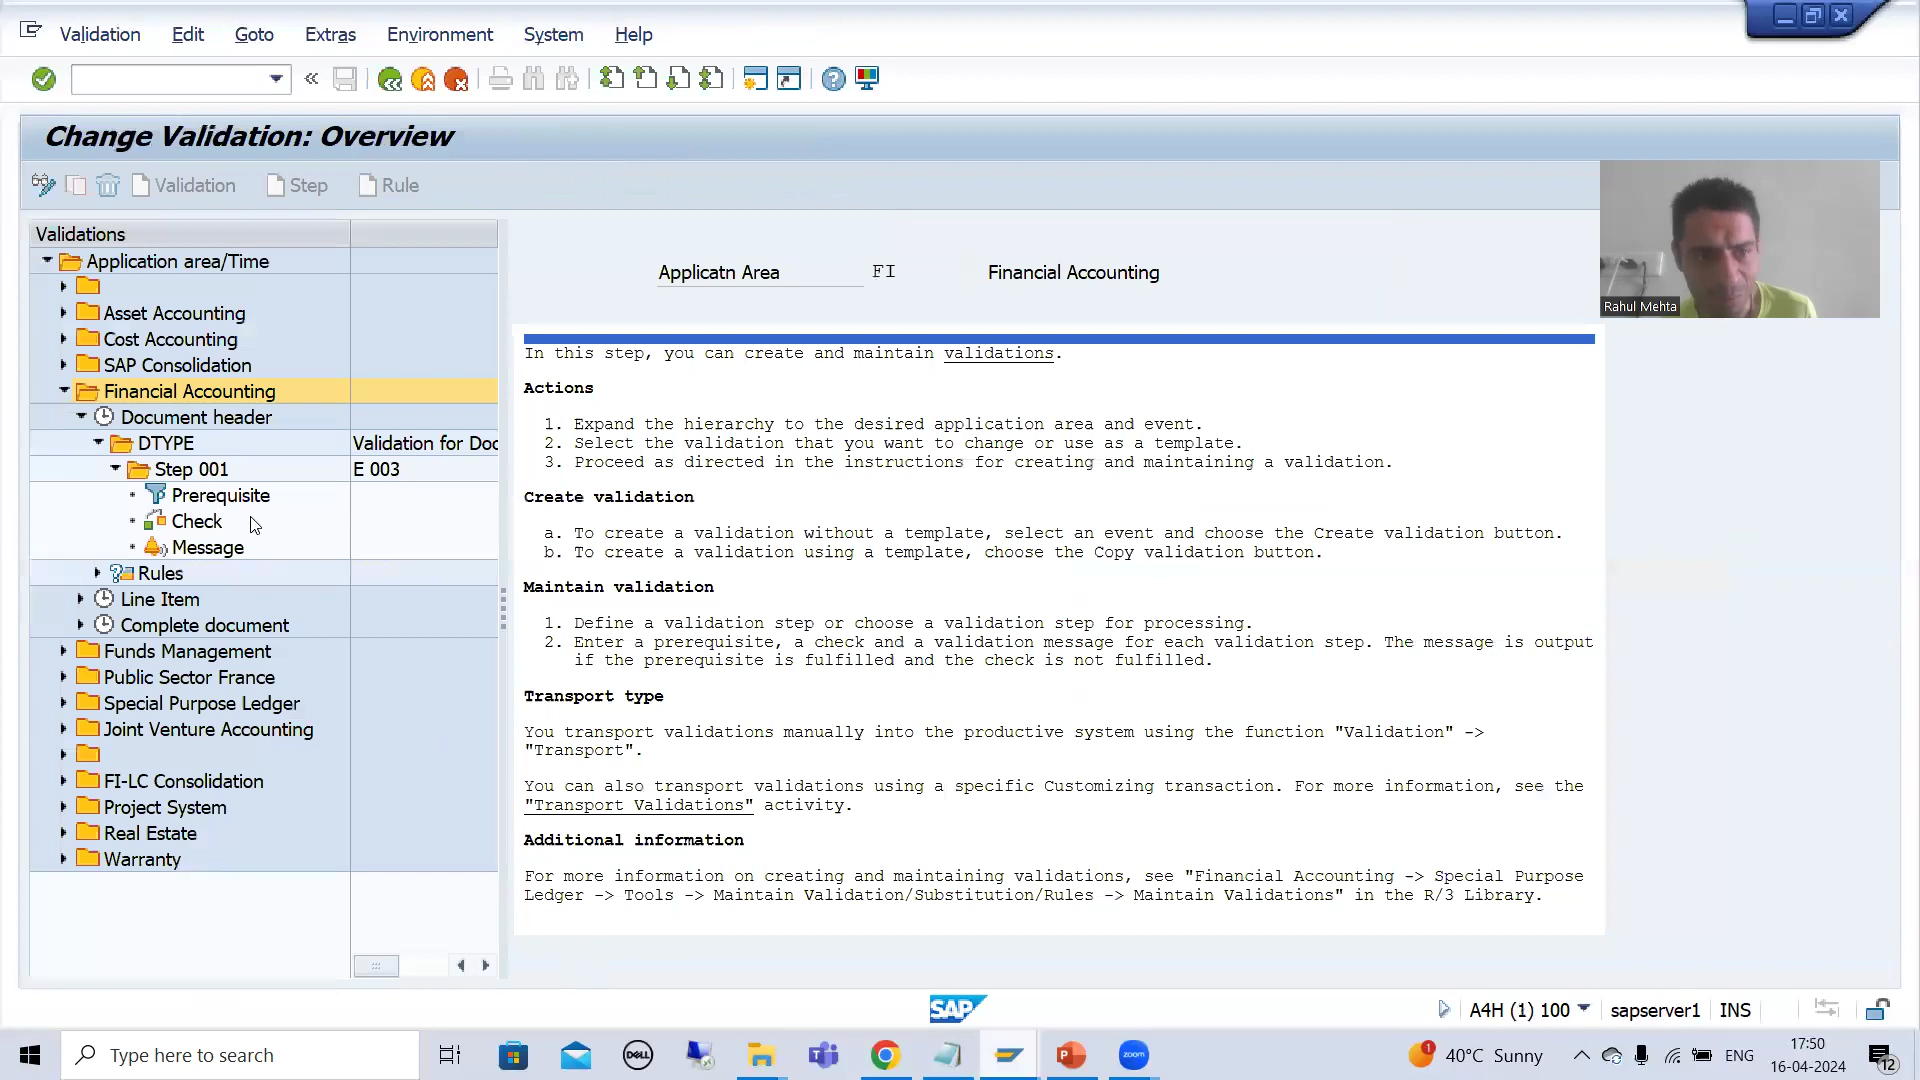 Validation Edit Goto Extras Environment System Help
Change Validation: Overview
Validation Step Rule
Validations
Application area/Time
Asset Accounting
Cost Accounting
SAP Consolidation
Financial Accounting
Document header
DTYPE Validation for Doc
Step 001 E 003
Prerequisite
Check
Message
Rules
Line Item
Complete document
Funds Management
Public Sector France
Special Purpose Ledger
Joint Venture Accounting
FI-LC Consolidation
Project System
Real Estate
Warranty
Applicatn Area FI Financial Accounting
In this step, you can create and maintain validations.
Actions
1. Expand the hierarchy to the desired application area and event.
2. Select the validation that you want to change or use as a template.
3. Proceed as directed in the instructions for creating and maintaining a validation.
Create validation
a. To create a validation without a template, select an event and choose the Create validation button.
b. To create a validation using a template, choose the Copy validation button.
Maintain validation
1. Define a validation step or choose a validation step for processing.
2. Enter a prerequisite, a check and a validation message for each validation step. The message is output
if the prerequisite is fulfilled and the check is not fulfilled.
Transport type
You transport validations manually into the productive system using the function "Validation" ->
"Transport".
You can also transport validations using a specific Customizing transaction. For more information, see the
"Transport Validations" activity.
Additional information
For more information on creating and maintaining validations, see "Financial Accounting -> Special Purpose
Ledger -> Tools -> Maintain Validation/Substitution/Rules -> Maintain Validations" in the R/3 Library.
Rahul Mehta
SAP
A4H (1) 100 sapserver1 INS
Type here to search
DELL
zoom
1
40°C Sunny
ENG
17:50
16-04-2024
12